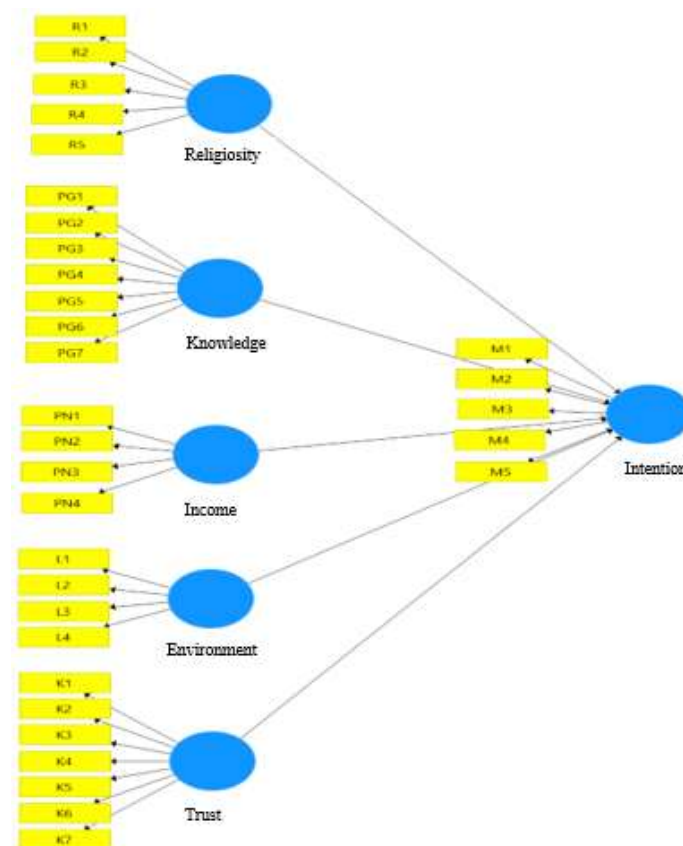 R1
R2
R3
R4
R5
Religiosity
PG1
PG2
PG3
PG4
PG5
PG6
PG7
Knowledge
M1
M2
M3
M4
M5
Intention
PN1
PN2
PN3
PN4
Income
L1
L2
L3
L4
Environment
K1
K2
K3
K4
K5
K6
K7
Trust